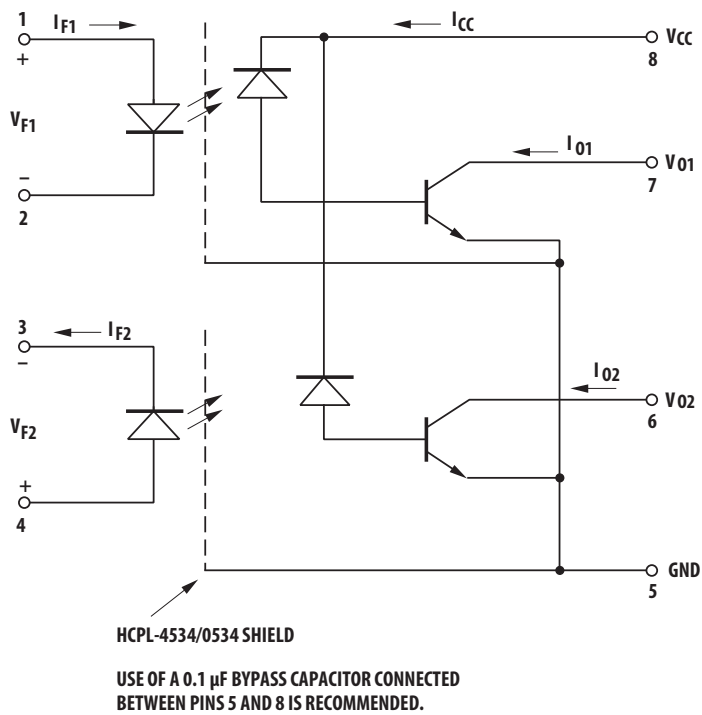 1
I F1
+
V F1
–
2
I CC
V CC
8
I O1
V O1
7
3
I F2
–
V F2
+
4
I O2
V O2
6
GND
5
HCPL-4534/0534 SHIELD
USE OF A 0.1 μF BYPASS CAPACITOR CONNECTED
BETWEEN PINS 5 AND 8 IS RECOMMENDED.